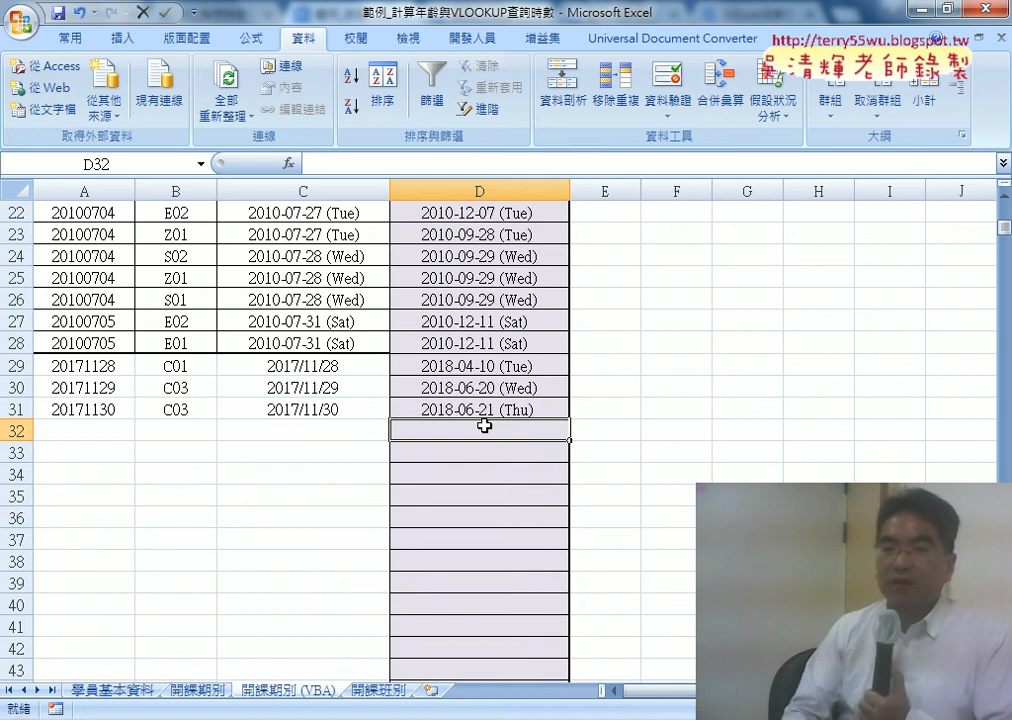 範例_計算年齡與VLOOKUP查詢時數 - Microsoft Excel
常用 插入 版面配置 公式 資料 校閱 檢視 開發人員 增益集 Universal Document Converter
http://terry55wu.blogspot.tw
吳清輝老師錄製
從 Access
從 Web
從文字檔
從其他來源
現有連線
取得外部資料
全部重新整理
連線
內容
編輯連結
連線
排序
篩選
清除
重新套用
進階
排序與篩選
資料剖析
移除重複
資料驗證
合併彙算
假設狀況分析
資料工具
群組
取消群組
小計
大綱
D32
fx
A B C D E F G H I J
22 20100704 E02 2010-07-27 (Tue) 2010-12-07 (Tue)
23 20100704 Z01 2010-07-27 (Tue) 2010-09-28 (Tue)
24 20100704 S02 2010-07-28 (Wed) 2010-09-29 (Wed)
25 20100704 Z01 2010-07-28 (Wed) 2010-09-29 (Wed)
26 20100704 S01 2010-07-28 (Wed) 2010-09-29 (Wed)
27 20100705 E02 2010-07-31 (Sat) 2010-12-11 (Sat)
28 20100705 E01 2010-07-31 (Sat) 2010-12-11 (Sat)
29 20171128 C01 2017/11/28 2018-04-10 (Tue)
30 20171129 C03 2017/11/29 2018-06-20 (Wed)
31 20171130 C03 2017/11/30 2018-06-21 (Thu)
32
33
34
35
36
37
38
39
40
41
42
43
學員基本資料 開課期別 開課期別 (VBA) 開課班別
就緒